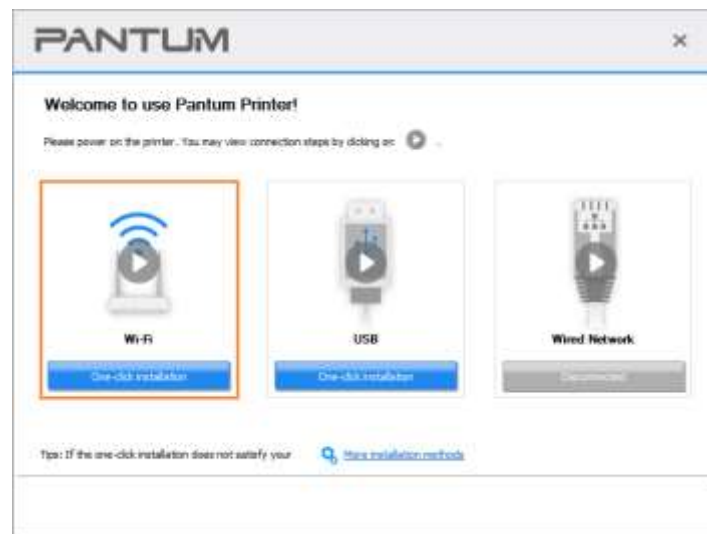 PANTUM
Welcome to use Pantum Printer!
Please power on the printer. You may view connection steps by clicking on .
Wi-Fi
USB
Wired Network
One-click installation
One-click installation
Disconnected
Tips: If the one-click installation does not satisfy your
More installation methods